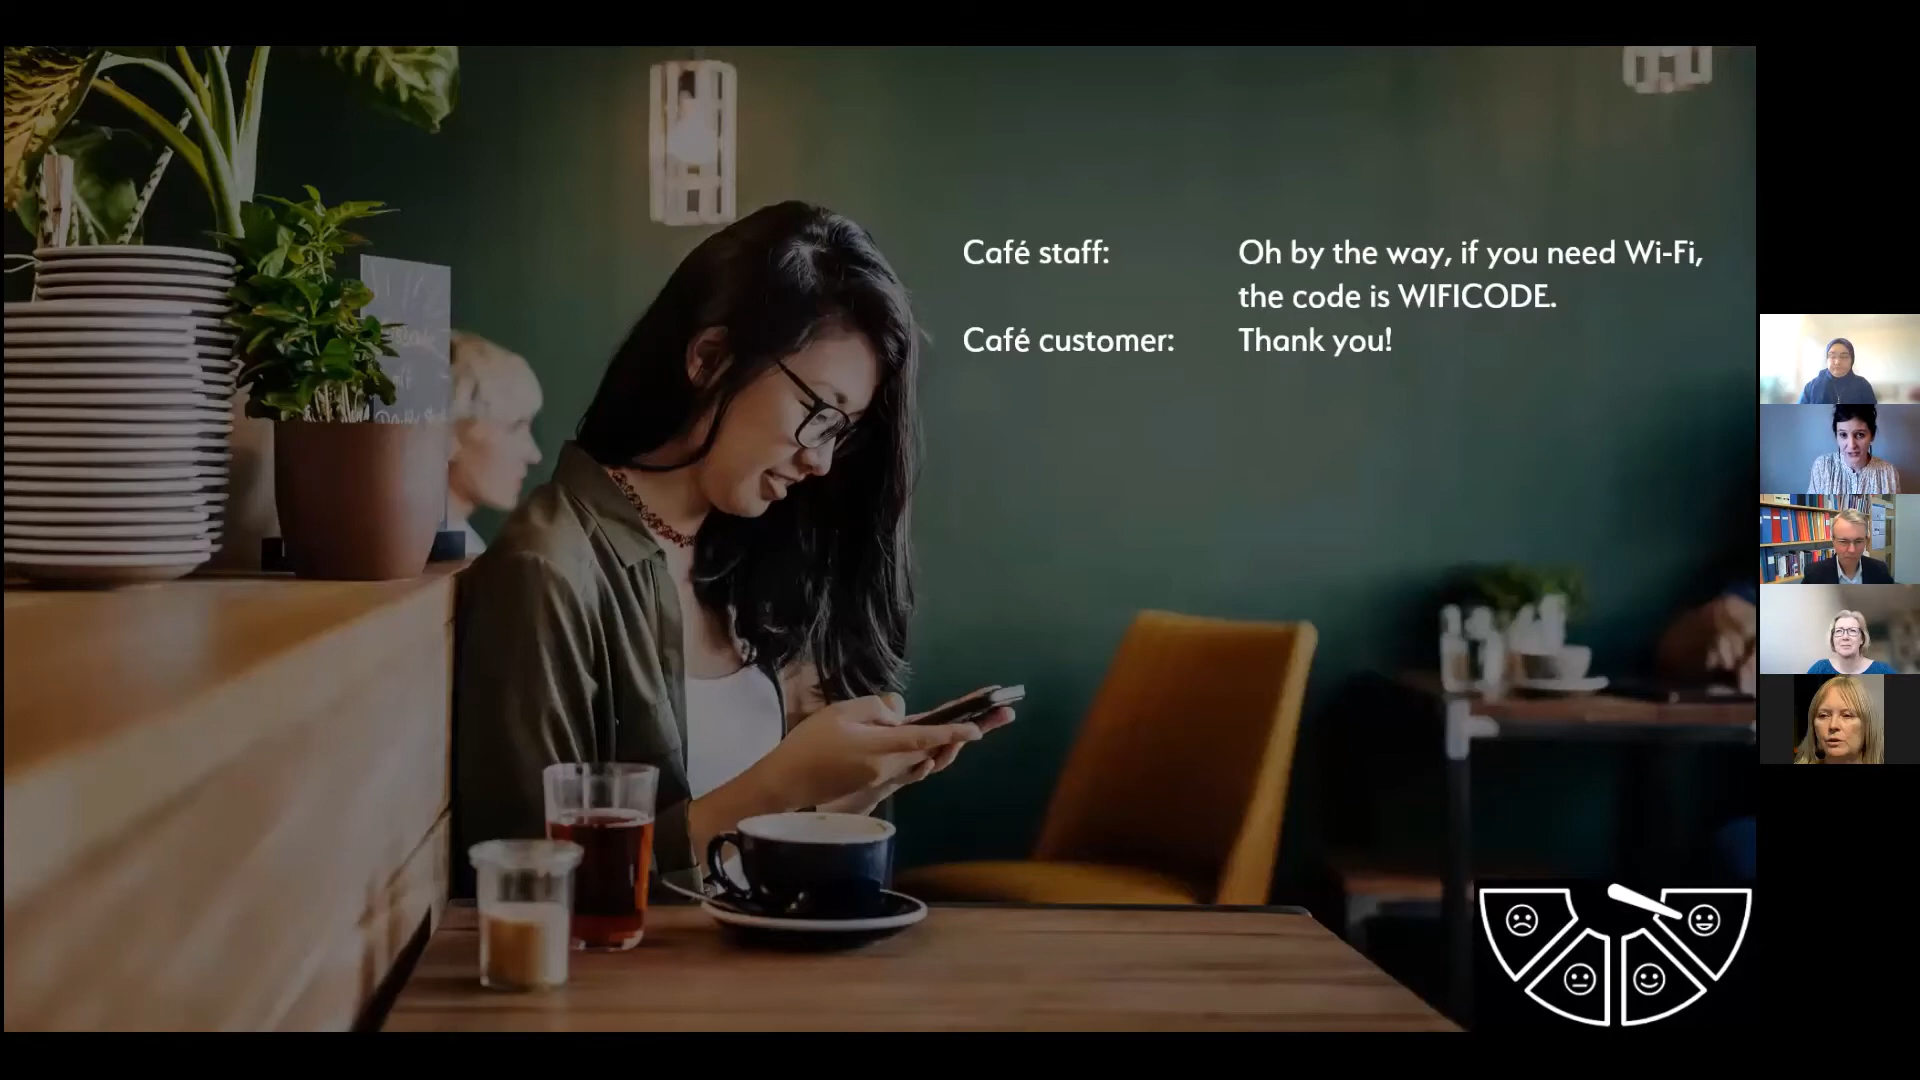 Café staff: Oh by the way, if you need Wi-Fi,
the code is WIFICODE.
Café customer: Thank you!